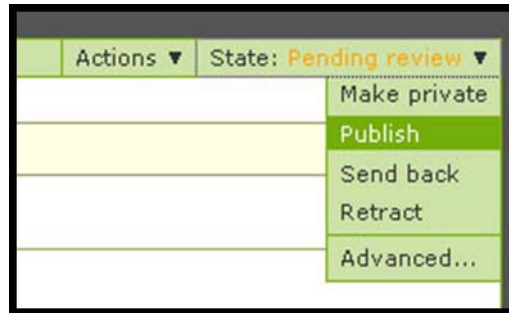 Actions ▼ State: Pending review ▼
Make private
Publish
Send back
Retract
Advanced...